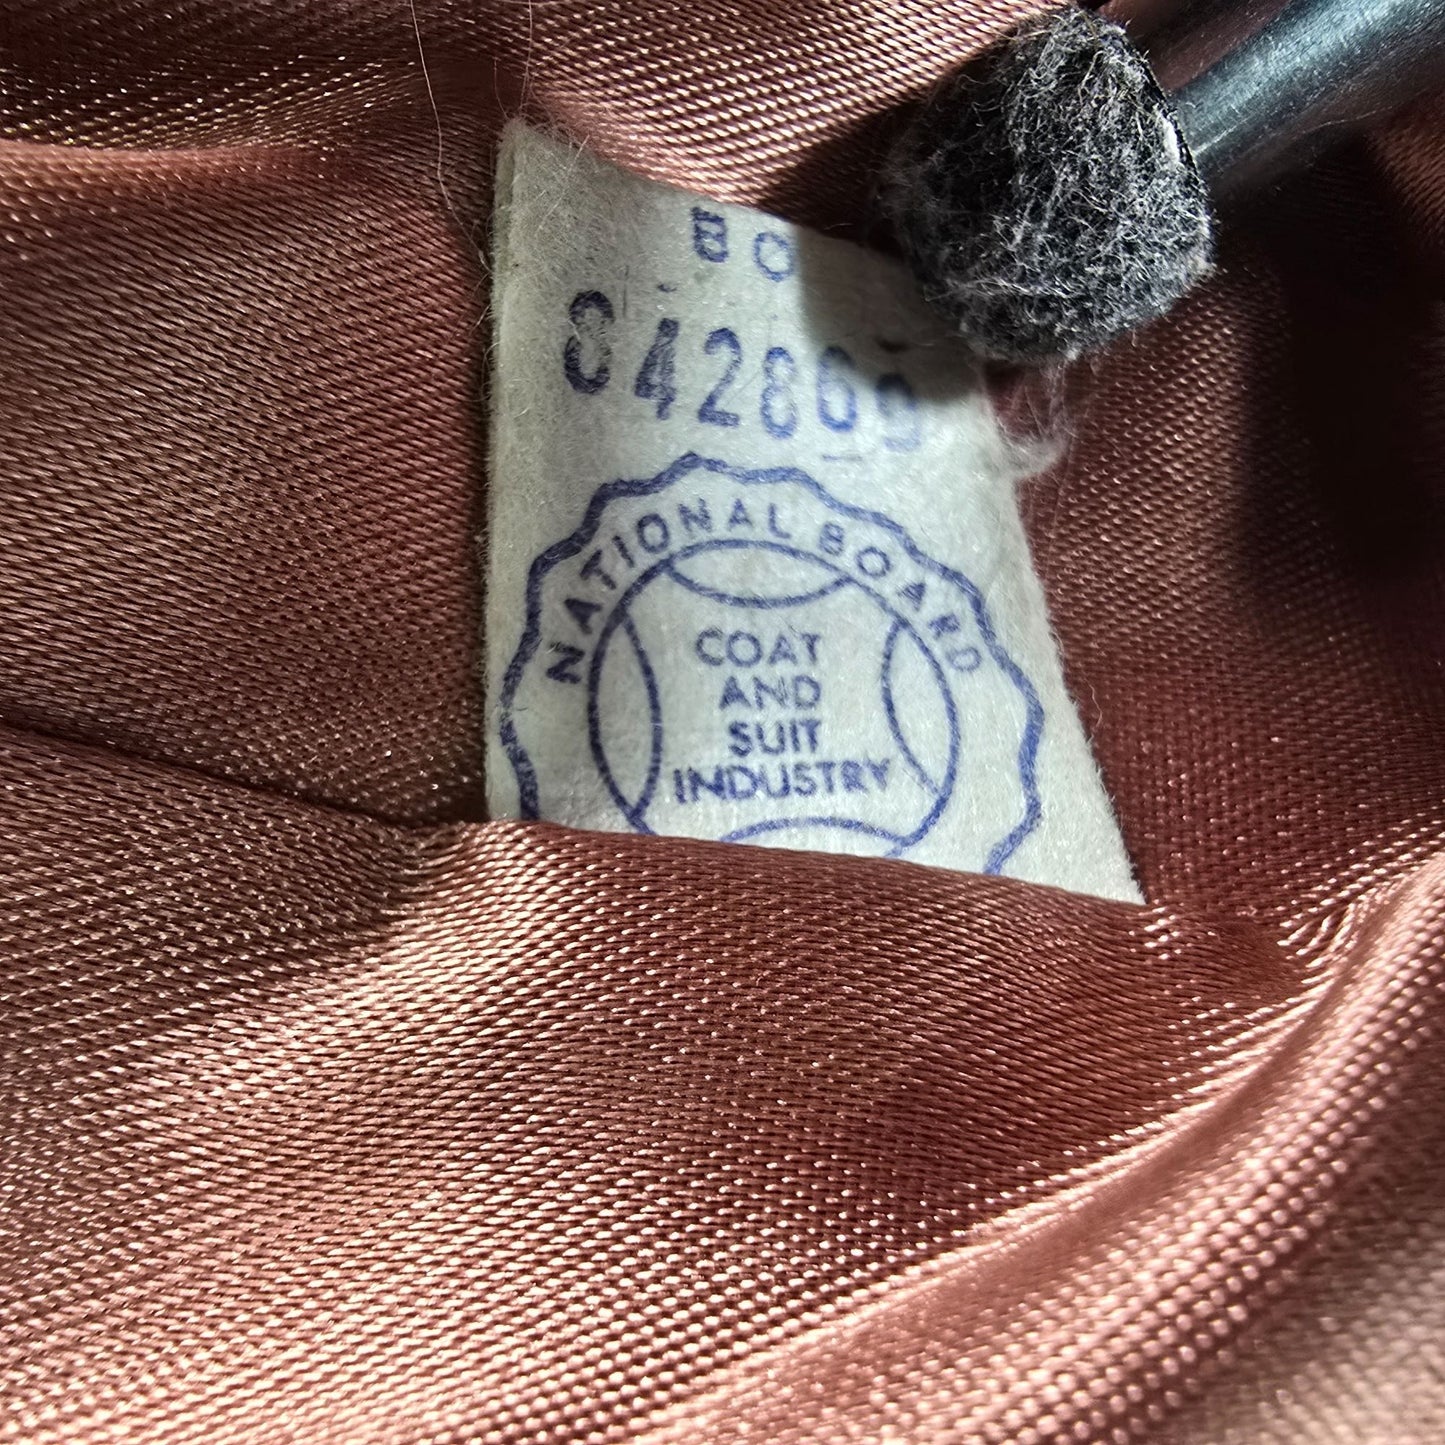 BO
842869
NATIONAL BOARD
COAT
AND
SUIT
INDUSTRY